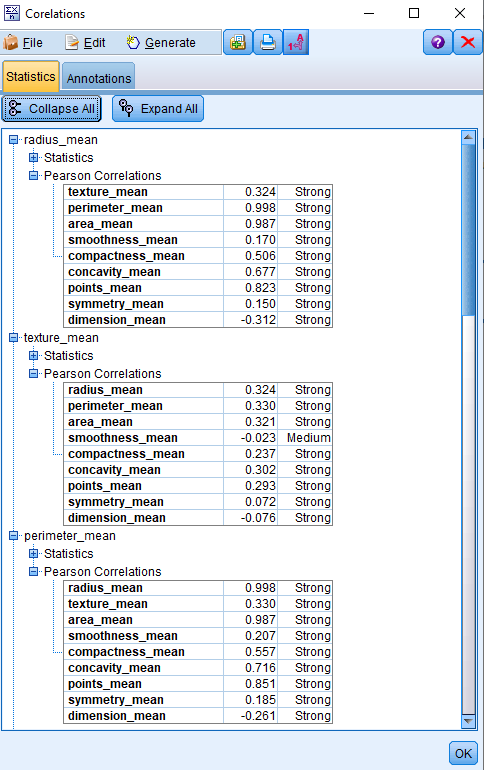 Corelations
File Edit Generate
Statistics Annotations
Collapse All Expand All
radius_mean
Statistics
Pearson Correlations
texture_mean 0.324 Strong
perimeter_mean 0.998 Strong
area_mean 0.987 Strong
smoothness_mean 0.170 Strong
compactness_mean 0.506 Strong
concavity_mean 0.677 Strong
points_mean 0.823 Strong
symmetry_mean 0.150 Strong
dimension_mean -0.312 Strong
texture_mean
Statistics
Pearson Correlations
radius_mean 0.324 Strong
perimeter_mean 0.330 Strong
area_mean 0.321 Strong
smoothness_mean -0.023 Medium
compactness_mean 0.237 Strong
concavity_mean 0.302 Strong
points_mean 0.293 Strong
symmetry_mean 0.072 Strong
dimension_mean -0.076 Strong
perimeter_mean
Statistics
Pearson Correlations
radius_mean 0.998 Strong
texture_mean 0.330 Strong
area_mean 0.987 Strong
smoothness_mean 0.207 Strong
compactness_mean 0.557 Strong
concavity_mean 0.716 Strong
points_mean 0.851 Strong
symmetry_mean 0.185 Strong
dimension_mean -0.261 Strong
OK